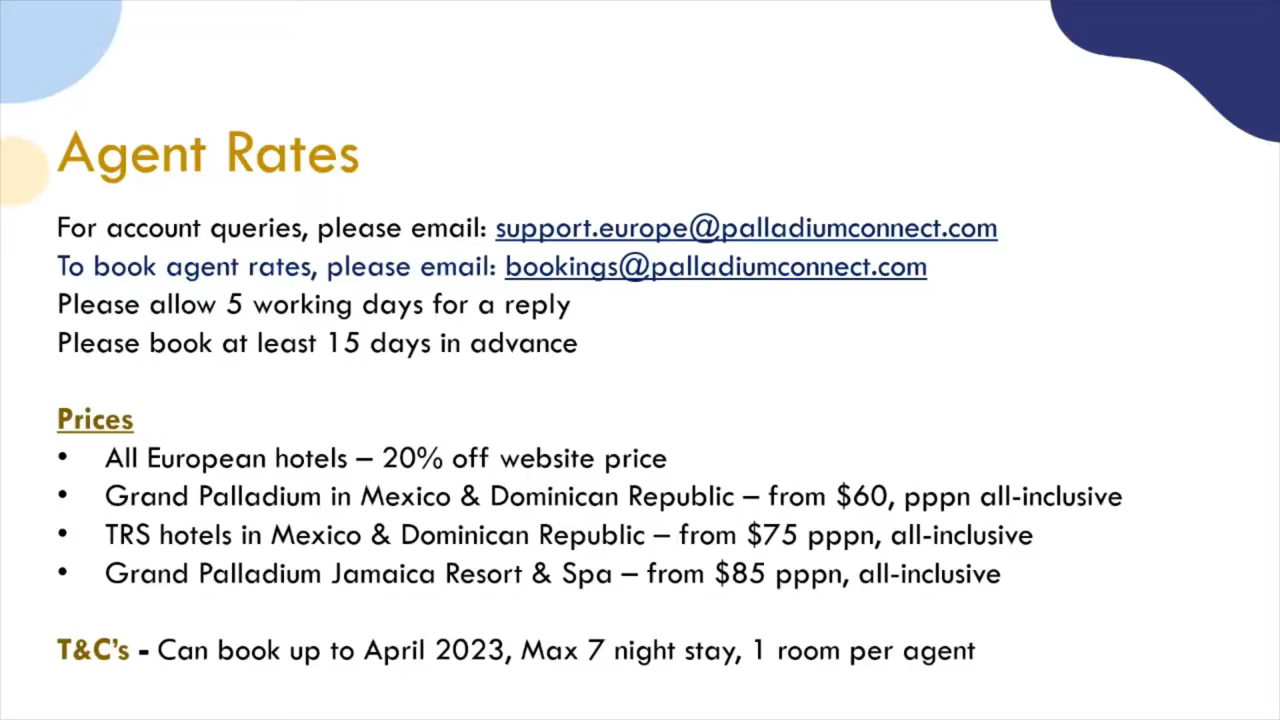 Agent Rates
For account queries, please email: support.europe@palladiumconnect.com
To book agent rates, please email: bookings@palladiumconnect.com
Please allow 5 working days for a reply
Please book at least 15 days in advance
Prices
• All European hotels – 20% off website price
• Grand Palladium in Mexico & Dominican Republic – from $60, pppn all-inclusive
• TRS hotels in Mexico & Dominican Republic – from $75 pppn, all-inclusive
• Grand Palladium Jamaica Resort & Spa – from $85 pppn, all-inclusive
T&C’s - Can book up to April 2023, Max 7 night stay, 1 room per agent